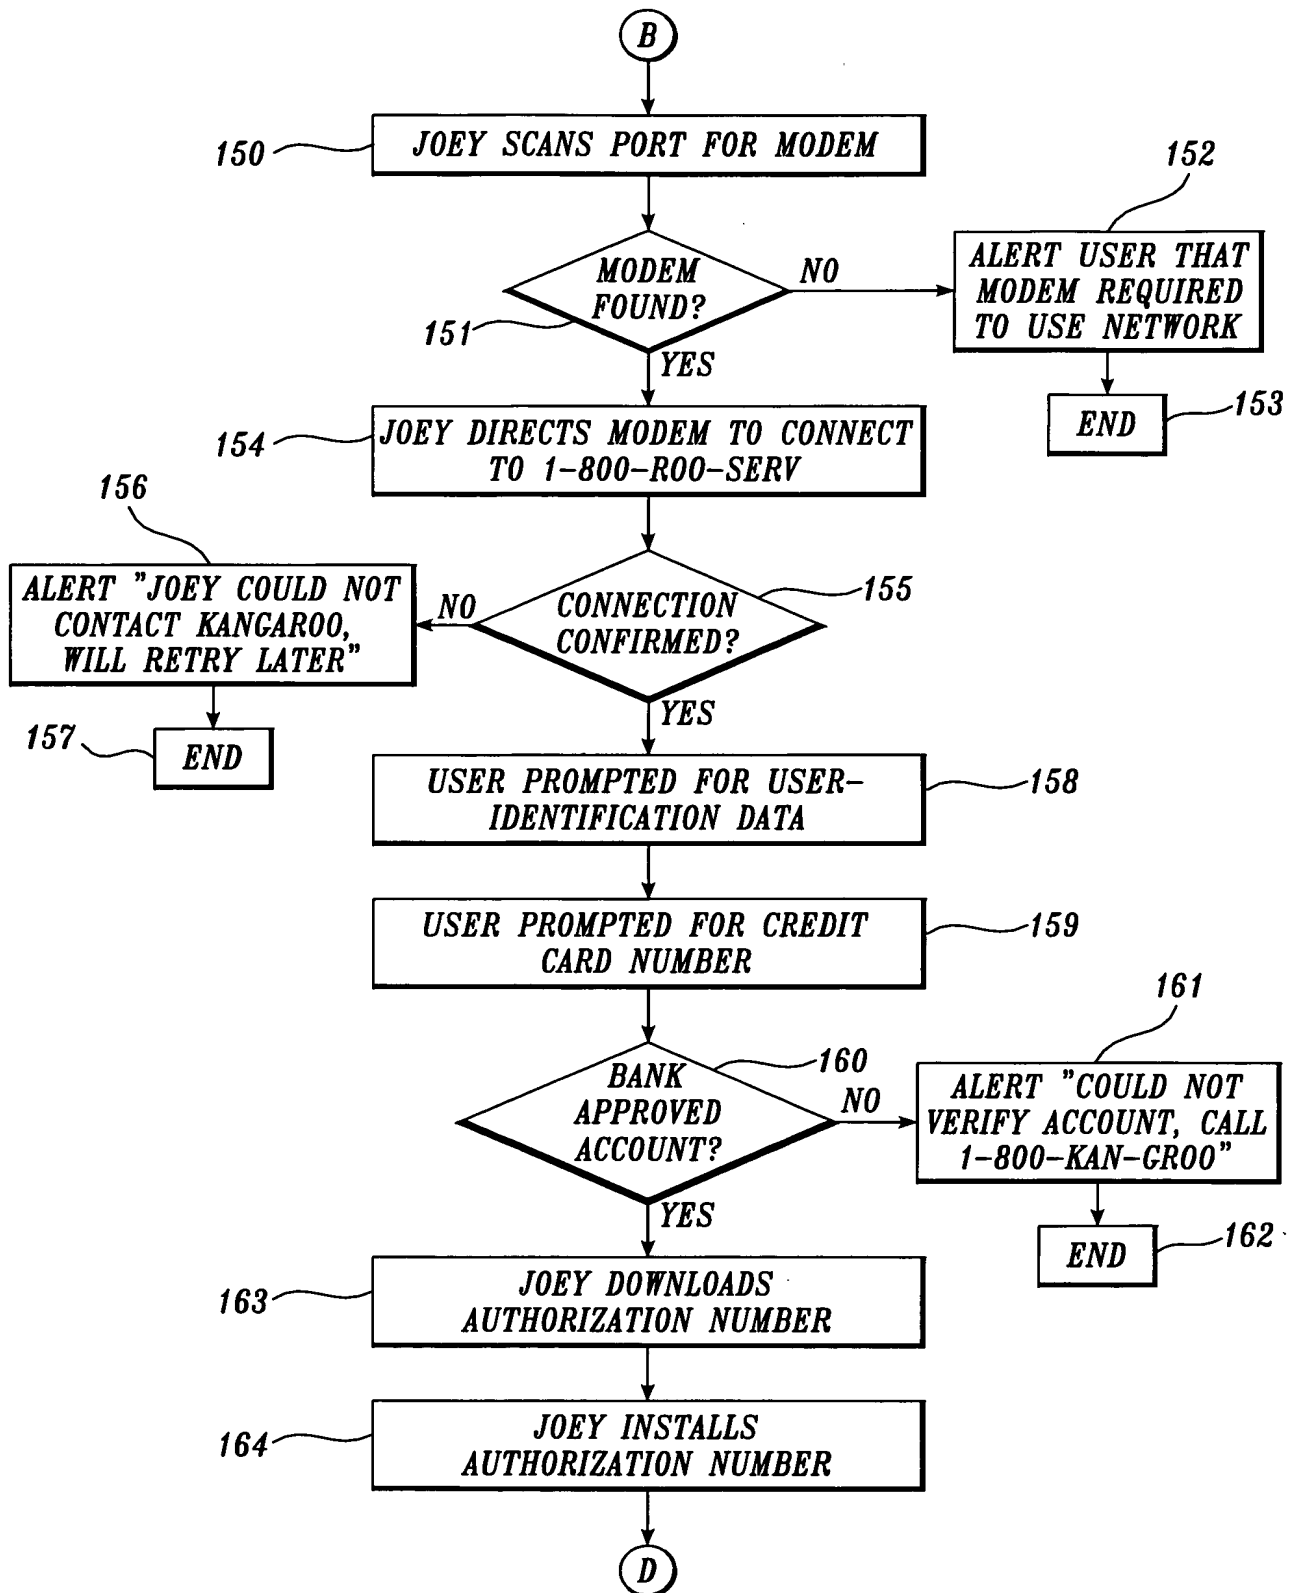 B
150
JOEY SCANS PORT FOR MODEM
152
MODEM
FOUND?
NO
151
YES
ALERT USER THAT
MODEM REQUIRED
TO USE NETWORK
END
153
154
JOEY DIRECTS MODEM TO CONNECT
TO 1-800-ROO-SERV
156
ALERT "JOEY COULD NOT
CONTACT KANGAROO,
WILL RETRY LATER"
NO
CONNECTION
CONFIRMED?
155
YES
157
END
USER PROMPTED FOR USER-
IDENTIFICATION DATA
158
USER PROMPTED FOR CREDIT
CARD NUMBER
159
161
BANK
APPROVED
ACCOUNT?
160
NO
YES
ALERT "COULD NOT
VERIFY ACCOUNT, CALL
1-800-KAN-GROO"
END
162
163
JOEY DOWNLOADS
AUTHORIZATION NUMBER
164
JOEY INSTALLS
AUTHORIZATION NUMBER
D